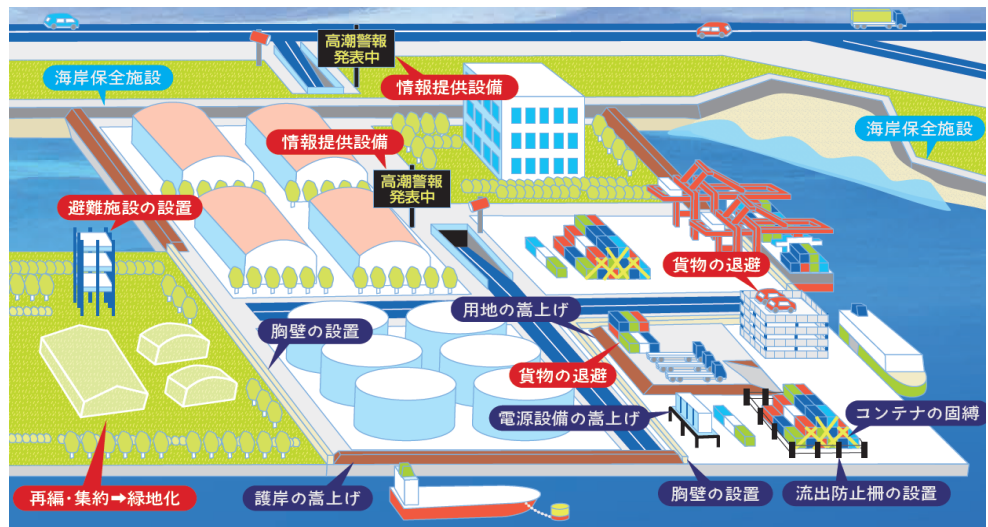 高潮警報
発表中
海岸保全施設
情報提供設備
海岸保全施設
情報提供設備
高潮警報
発表中
避難施設の設置
貨物の退避
用地の嵩上げ
胸壁の設置
貨物の退避
電源設備の嵩上げ
コンテナの固縛
再編・集約➡緑地化
護岸の嵩上げ
胸壁の設置
流出防止柵の設置